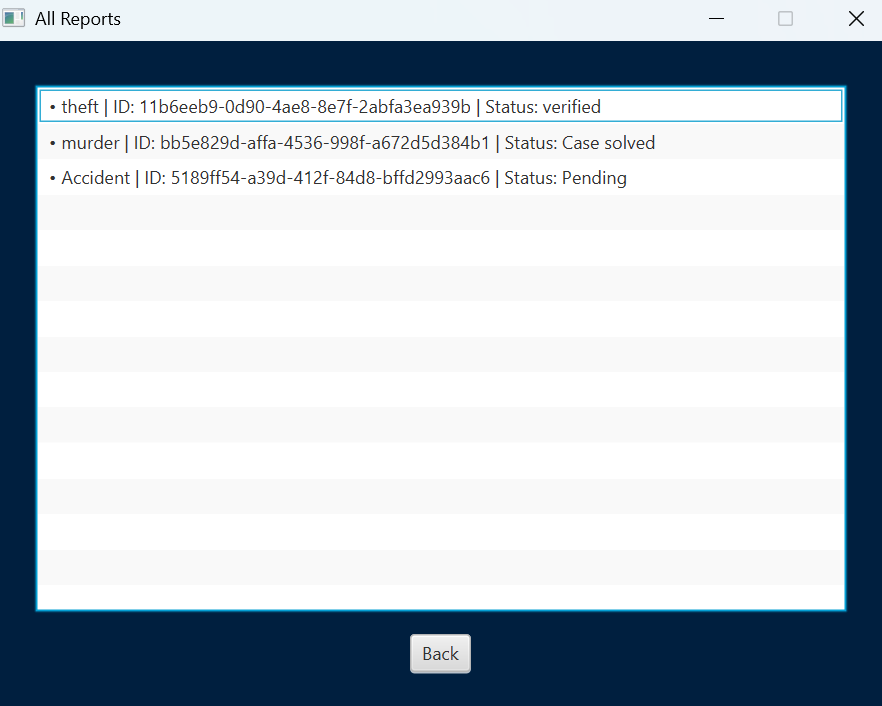 All Reports
• theft | ID: 11b6eeb9-0d90-4ae8-8e7f-2abfa3ea939b | Status: verified
• murder | ID: bb5e829d-affa-4536-998f-a672d5d384b1 | Status: Case solved
• Accident | ID: 5189ff54-a39d-412f-84d8-bffd2993aac6 | Status: Pending
Back